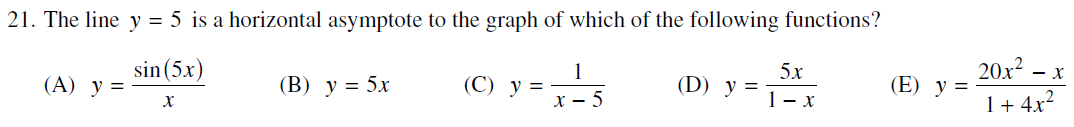 21. The line y = 5 is a horizontal asymptote to the graph of which of the following functions?
(A) y = sin(5x)/x (B) y = 5x (C) y = 1/(x − 5) (D) y = 5x/(1 − x) (E) y = (20x² − x)/(1 + 4x²)